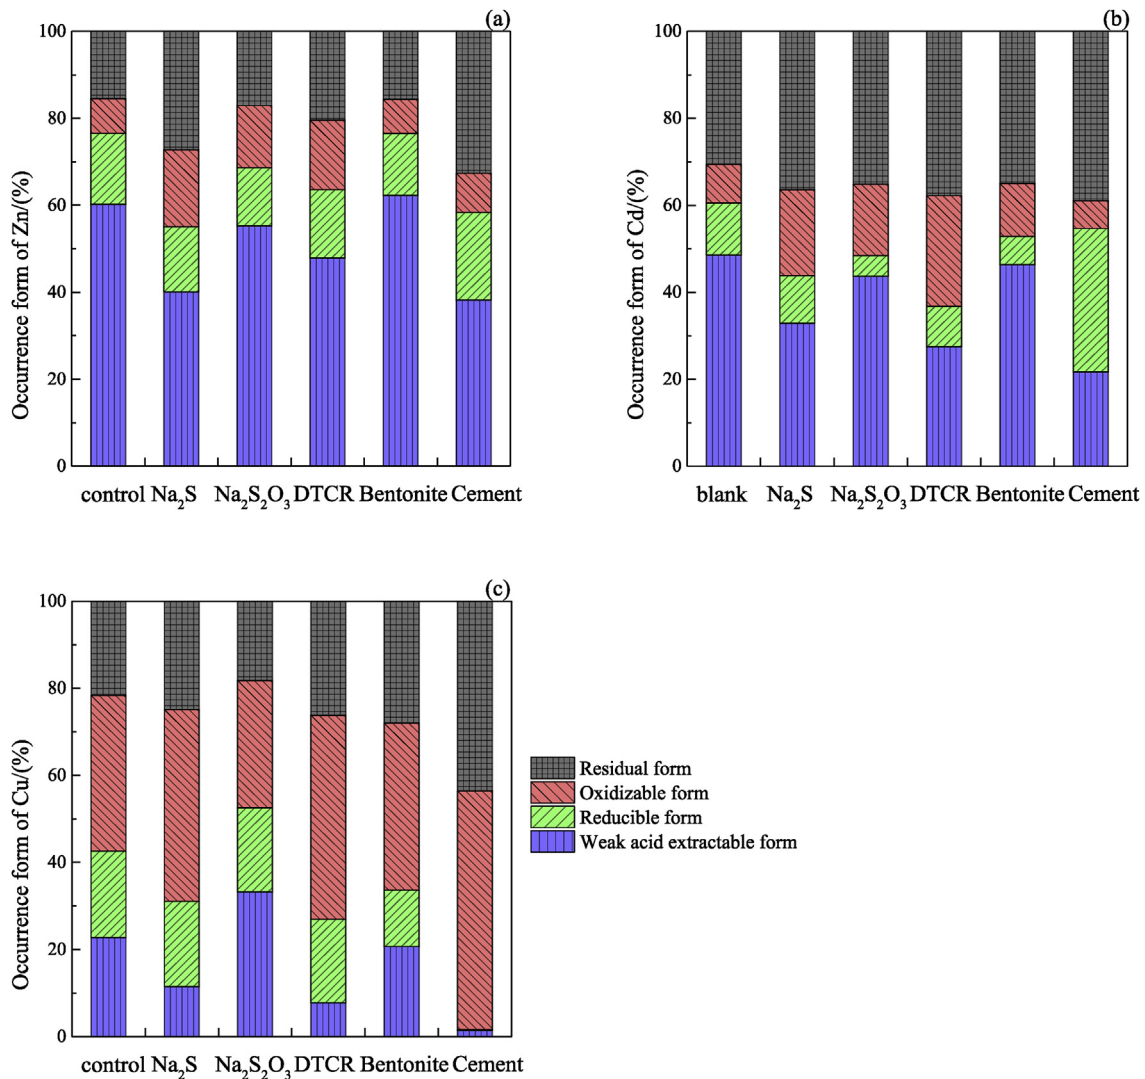 (a)
Occurrence form of Zn/(%)
100
80
60
40
20
0
control Na₂S Na₂S₂O₃ DTCR Bentonite Cement
(b)
Occurrence form of Cd/(%)
100
80
60
40
20
0
blank Na₂S Na₂S₂O₃ DTCR Bentonite Cement
(c)
Occurrence form of Cu/(%)
100
80
60
40
20
0
control Na₂S Na₂S₂O₃ DTCR Bentonite Cement
Residual form
Oxidizable form
Reducible form
Weak acid extractable form